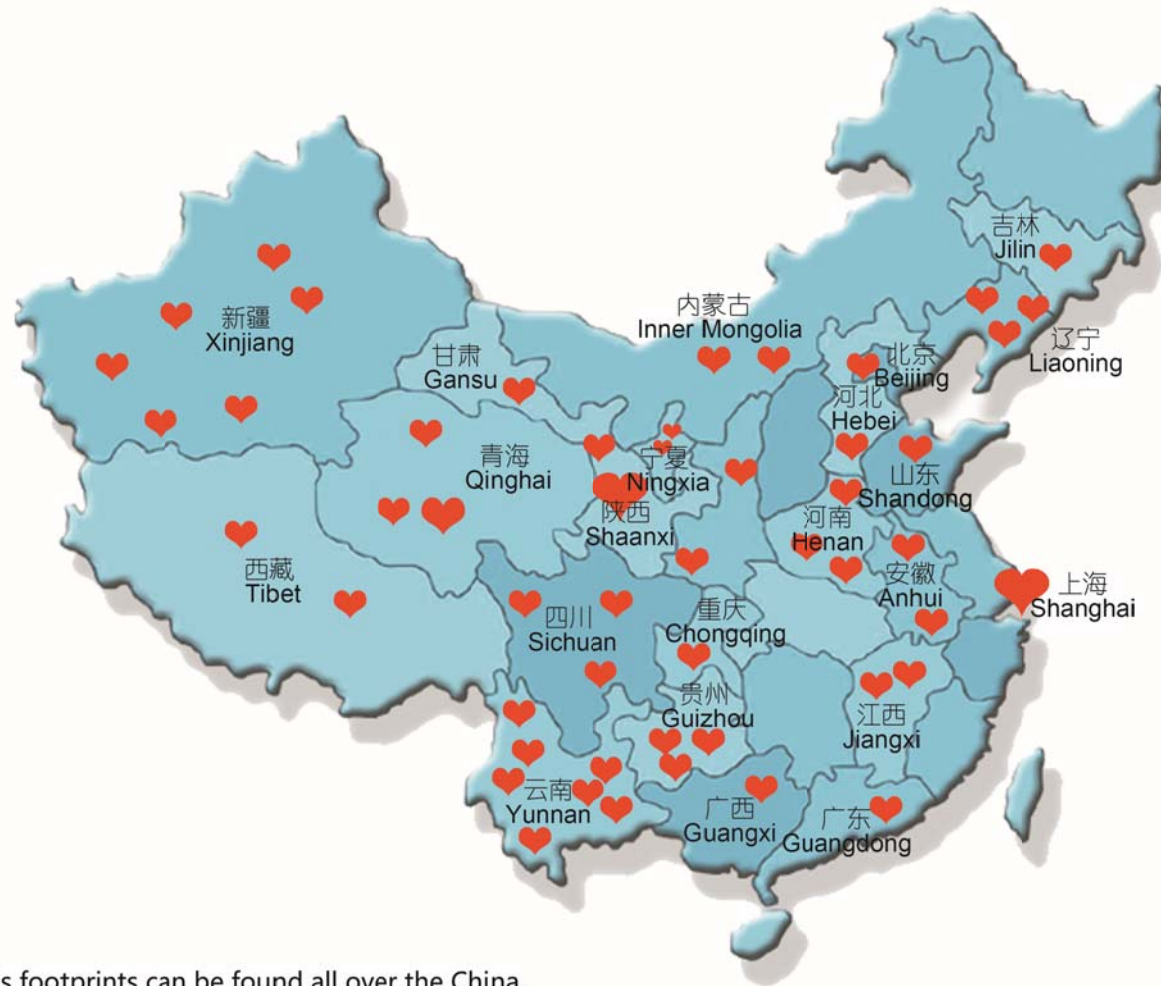 吉林
Jilin
内蒙古
Inner Mongolia
新疆
Xinjiang
辽宁
Liaoning
甘肃
Gansu
北京
Beijing
河北
Hebei
青海
Qinghai
宁夏
Ningxia
山东
Shandong
陕西
Shaanxi
河南
Henan
西藏
Tibet
安徽
Anhui
上海
Shanghai
四川
Sichuan
重庆
Chongqing
贵州
Guizhou
江西
Jiangxi
云南
Yunnan
广西
Guangxi
广东
Guangdong
s footprints can be found all over the China